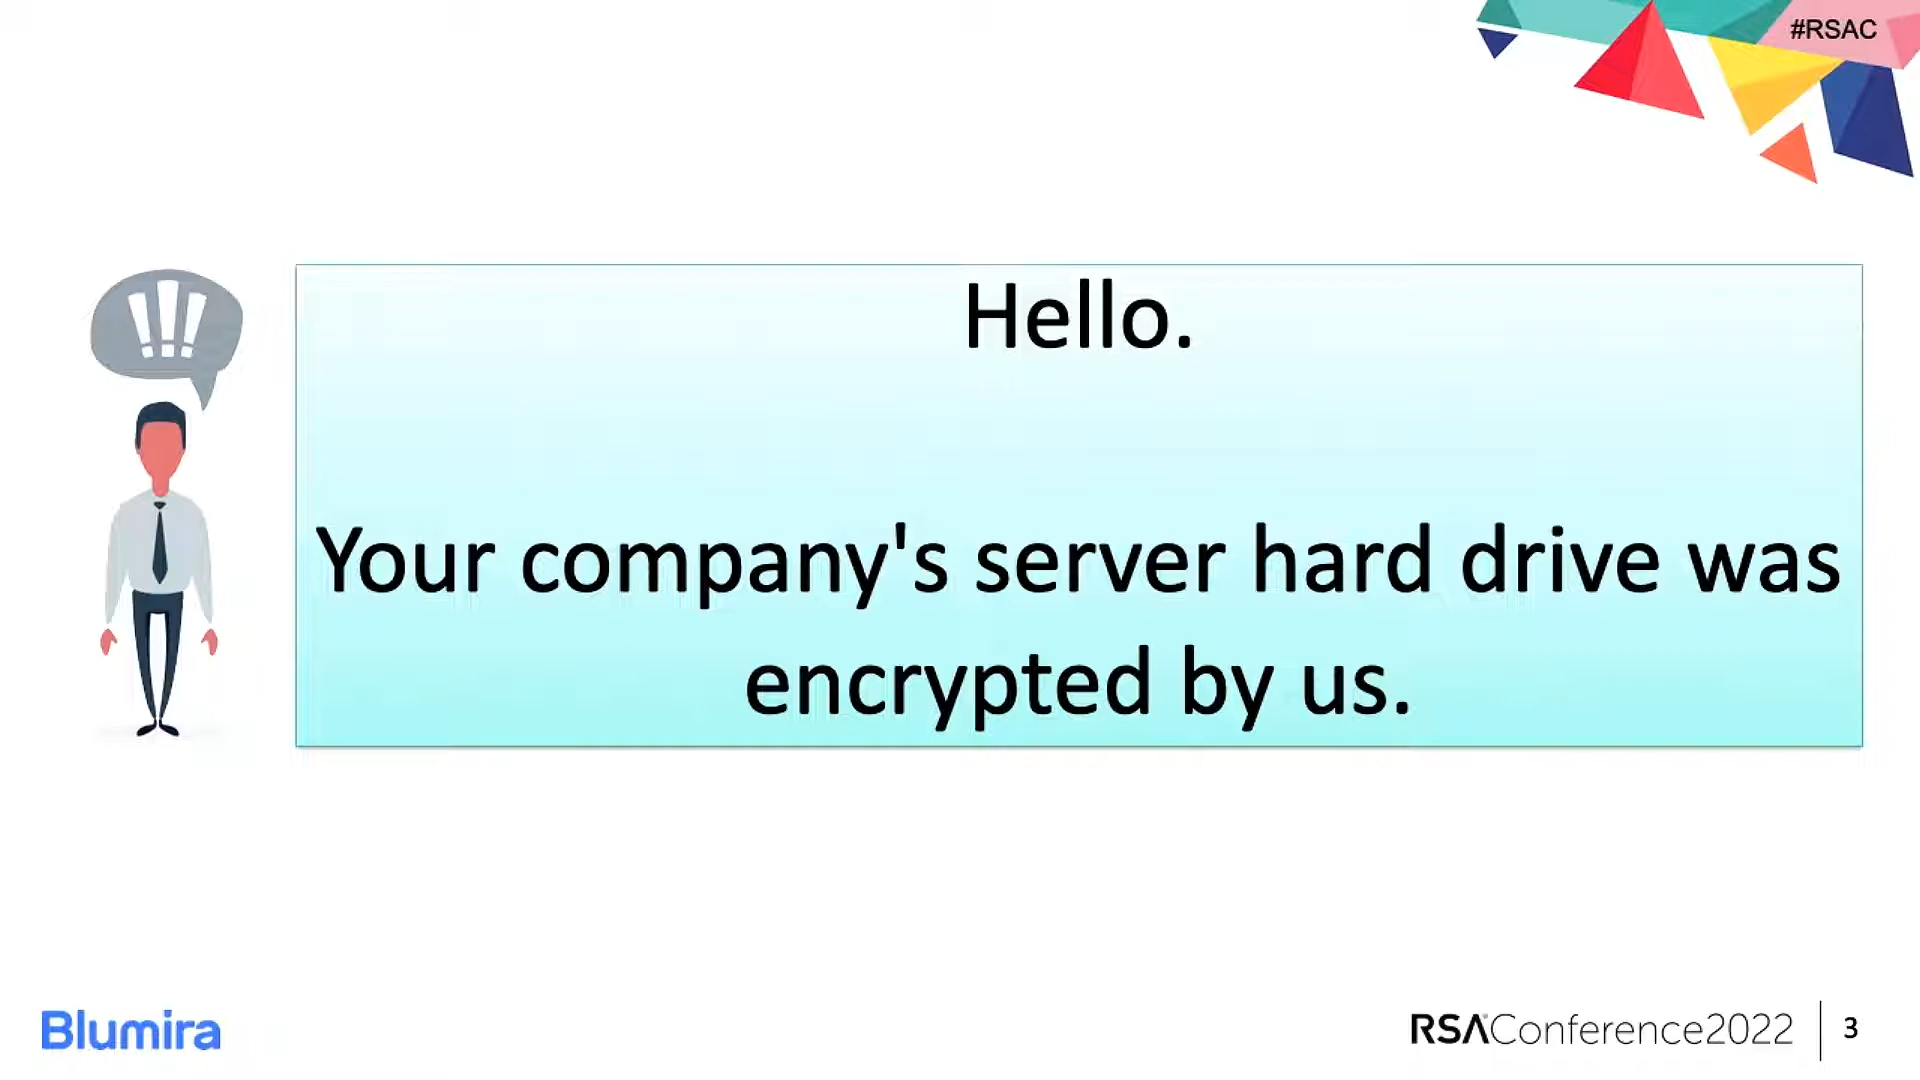 #RSAC
Hello.
Your company's server hard drive was
encrypted by us.
Blumira
RSAConference2022
3